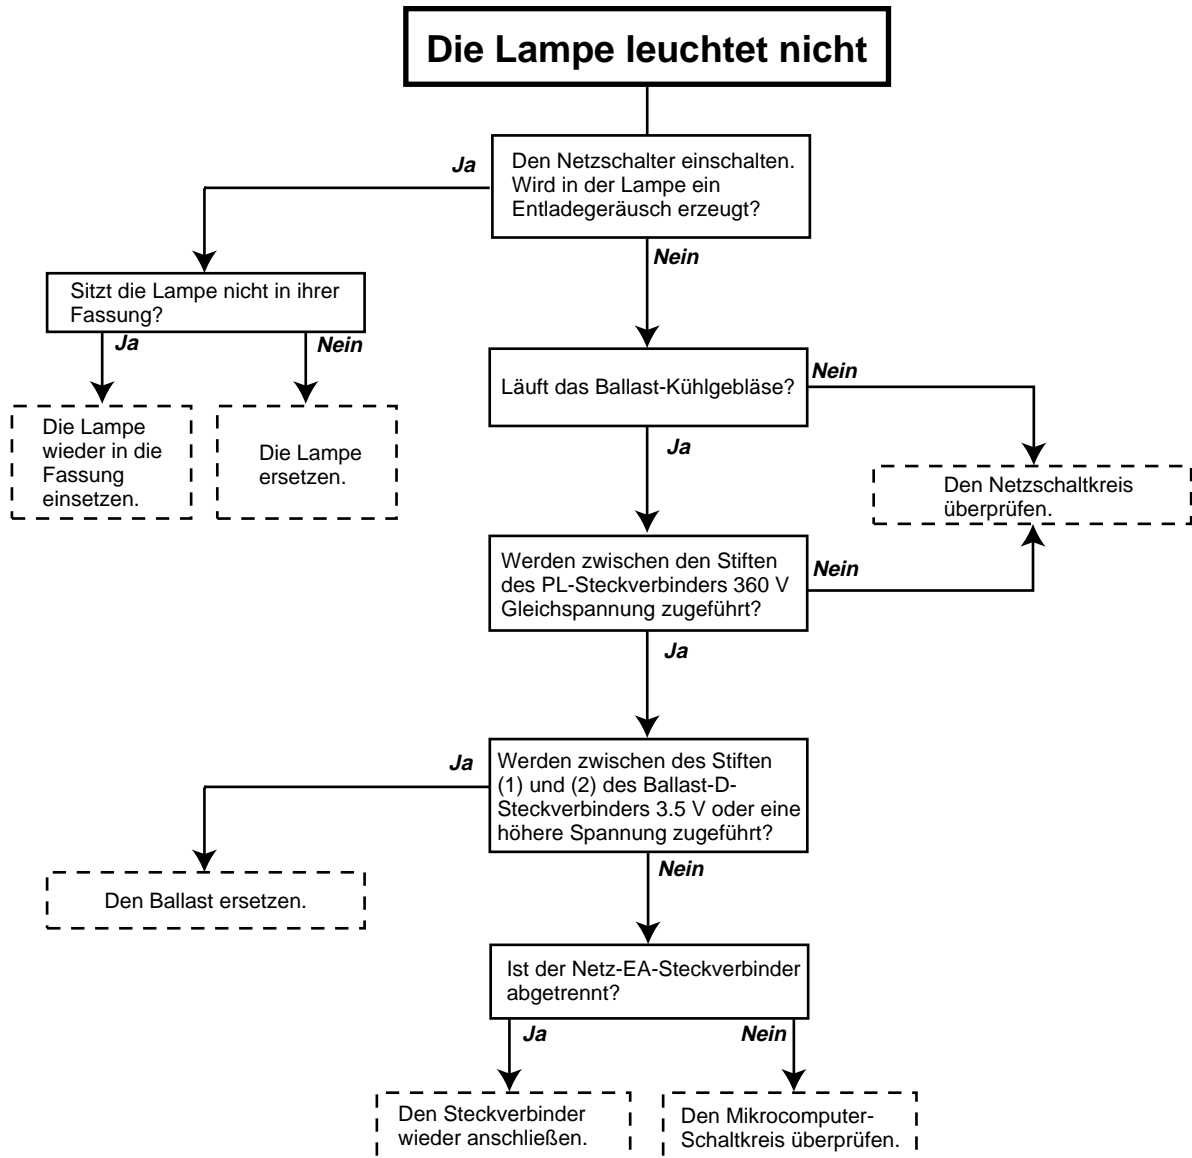 Die Lampe leuchtet nicht
Ja
Den Netzschalter einschalten.
Wird in der Lampe ein
Entladegeräusch erzeugt?
Nein
Sitzt die Lampe nicht in ihrer
Fassung?
Ja
Nein
Die Lampe
wieder in die
Fassung
einsetzen.
Die Lampe
ersetzen.
Läuft das Ballast-Kühlgebläse?
Nein
Ja
Den Netzschaltkreis
überprüfen.
Werden zwischen den Stiften
des PL-Steckverbinders 360 V
Gleichspannung zugeführt?
Nein
Ja
Ja
Werden zwischen des Stiften
(1) und (2) des Ballast-D-
Steckverbinders 3.5 V oder eine
höhere Spannung zugeführt?
Nein
Den Ballast ersetzen.
Ist der Netz-EA-Steckverbinder
abgetrennt?
Ja
Nein
Den Steckverbinder
wieder anschließen.
Den Mikrocomputer-
Schaltkreis überprüfen.